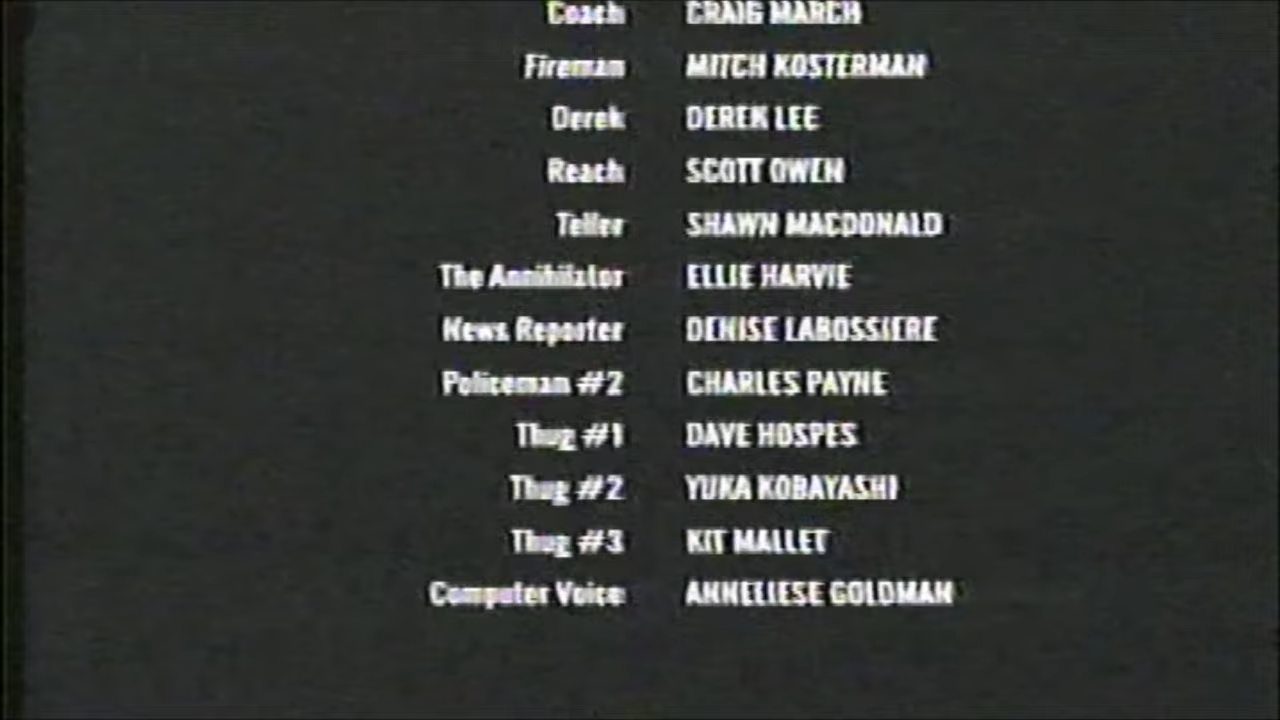 Coach CRAIG MARCH
Fireman MITCH KOSTERMAN
Derek DEREK LEE
Reach SCOTT OWEN
Teller SHAWN MACDONALD
The Annihilator ELLIE HARVIE
News Reporter DENISE LABOSSIERE
Policeman #2 CHARLES PAYNE
Thug #1 DAVE HOSPES
Thug #2 YUKA KOBAYASHI
Thug #3 KIT MALLET
Computer Voice ANNELIESE GOLDMAN